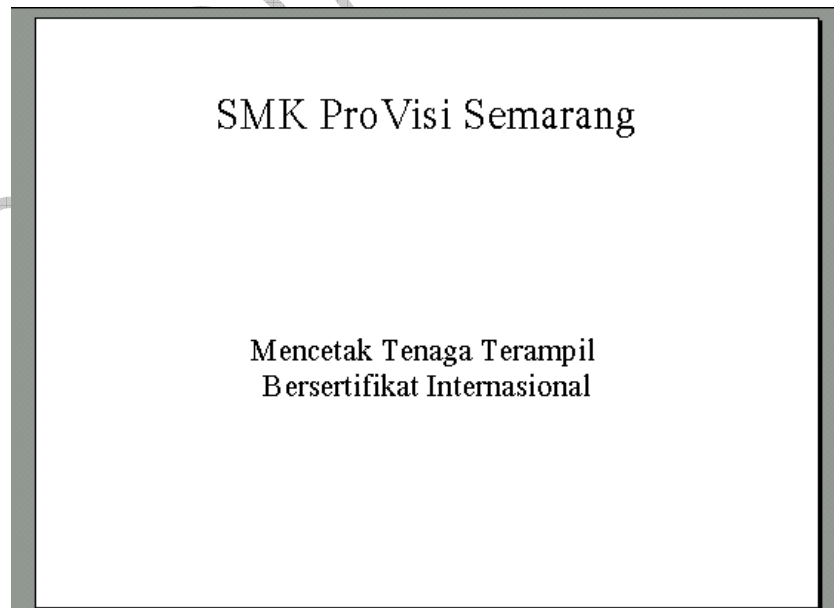 SMK ProVisi Semarang
Mencetak Tenaga Terampil
Bersertifikat Internasional